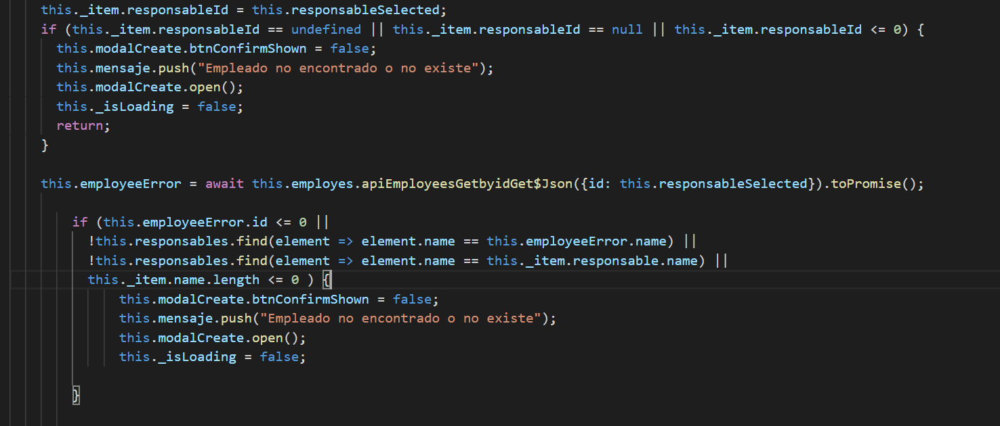 this._item.responsableId = this.responsableSelected;
if (this._item.responsableId == undefined || this._item.responsableId == null || this._item.responsableId <= 0) {
this.modalCreate.btnConfirmShown = false;
this.mensaje.push("Empleado no encontrado o no existe");
this.modalCreate.open();
this._isLoading = false;
return;
}
this.employeeError = await this.employes.apiEmployeesGetbyidGet$Json({id: this.responsableSelected}).toPromise();
if (this.employeeError.id <= 0 ||
!this.responsables.find(element => element.name == this.employeeError.name) ||
!this.responsables.find(element => element.name == this._item.responsable.name) ||
this._item.name.length <= 0 ) {
this.modalCreate.btnConfirmShown = false;
this.mensaje.push("Empleado no encontrado o no existe");
this.modalCreate.open();
this._isLoading = false;
}